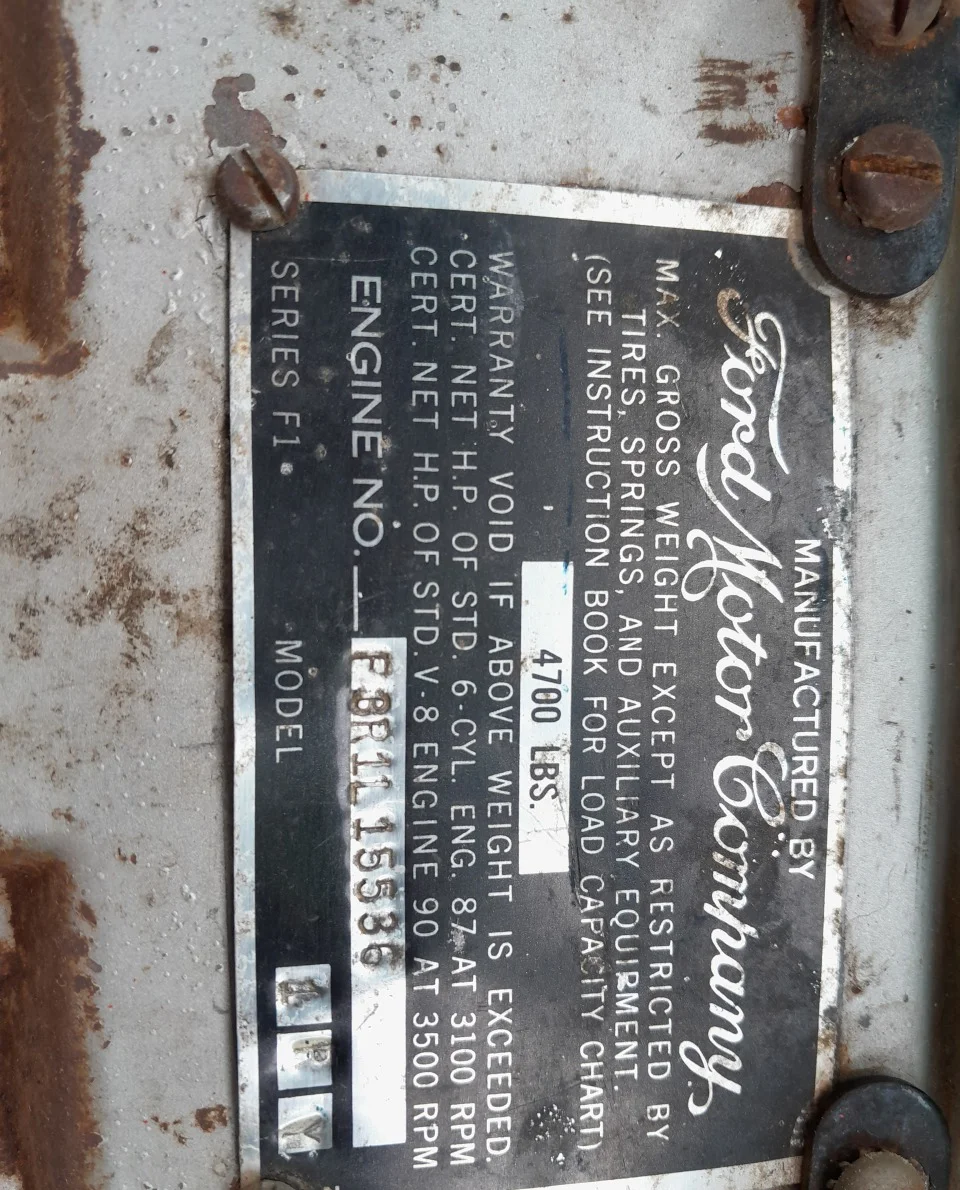 MANUFACTURED BY
Ford Motor Company
MAX. GROSS WEIGHT EXCEPT AS RESTRICTED BY
TIRES, SPRINGS, AND AUXILIARY EQUIPMENT.
(SEE INSTRUCTION BOOK FOR LOAD CAPACITY CHART)
4700 LBS.
WARRANTY VOID IF ABOVE WEIGHT IS EXCEEDED.
CERT. NET H.P. OF STD. 6-CYL. ENG. 87 AT 3100 RPM
CERT. NET H.P. OF STD. V-8 ENGINE 90 AT 3500 RPM
ENGINE NO. F8R1L15536
SERIES F1 • MODEL